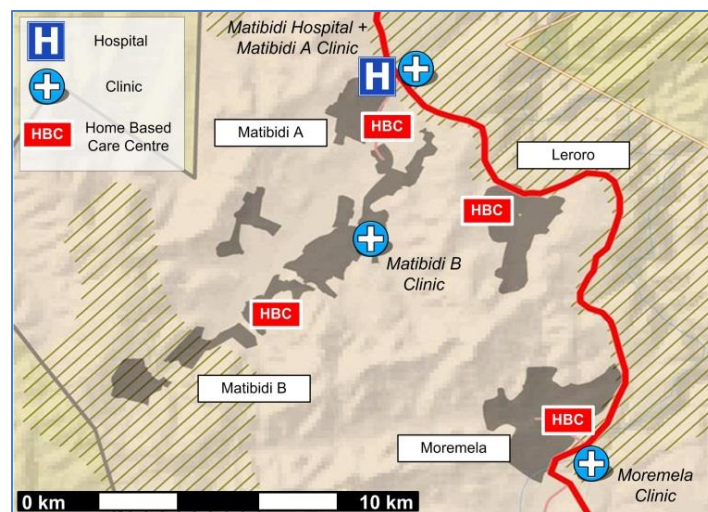 H
Hospital
Clinic
HBC
Home Based
Care Centre
Matibidi Hospital +
Matibidi A Clinic
H
HBC
Matibidi A
Leroro
HBC
Matibidi B
Clinic
HBC
Matibidi B
HBC
Moremela
Moremela
Clinic
0 km
10 km